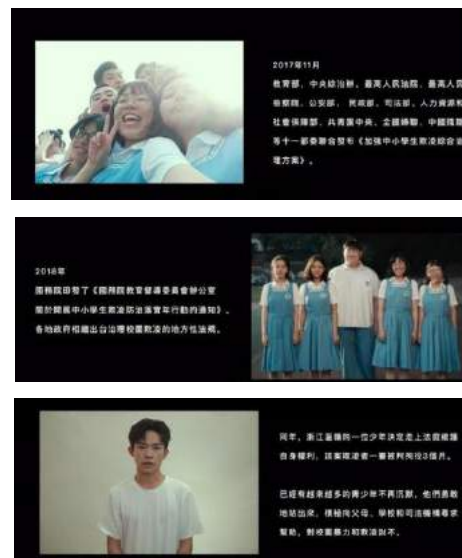 2017年11月
教育部、中央綜治辦、最高人民法院、最高人民
檢察院、公安部、民政部、司法部、人力資源和
社會保障部、共青團中央、全國婦聯、中國殘聯
等十一部委聯合發布《加強中小學生欺凌綜合治
理方案》。
2018年
國務院印發了《國務院教育督導委員會辦公室
關於開展中小學生欺凌防治落實年行動的通知》。
各地政府相繼出台治理校園欺凌的地方性法規。
同年，浙江
的一位少年決定走上法庭維護
自身權利，該案欺凌者一審被判拘役3個月。
已經有越來越多的青少年不再沉默，他們勇敢
地站出來，積極向父母、學校和司法機構尋求
幫助，對校園暴力和欺凌說不。